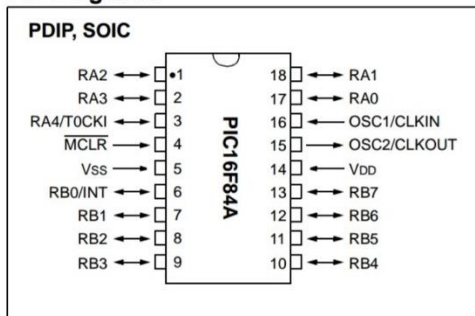 PDIP, SOIC
RA2 •1 18 RA1
RA3 2 17 RA0
RA4/T0CKI 3 16 OSC1/CLKIN
MCLR 4 15 OSC2/CLKOUT
VSS 5 14 VDD
RB0/INT 6 13 RB7
RB1 7 12 RB6
RB2 8 11 RB5
RB3 9 10 RB4
PIC16F84A